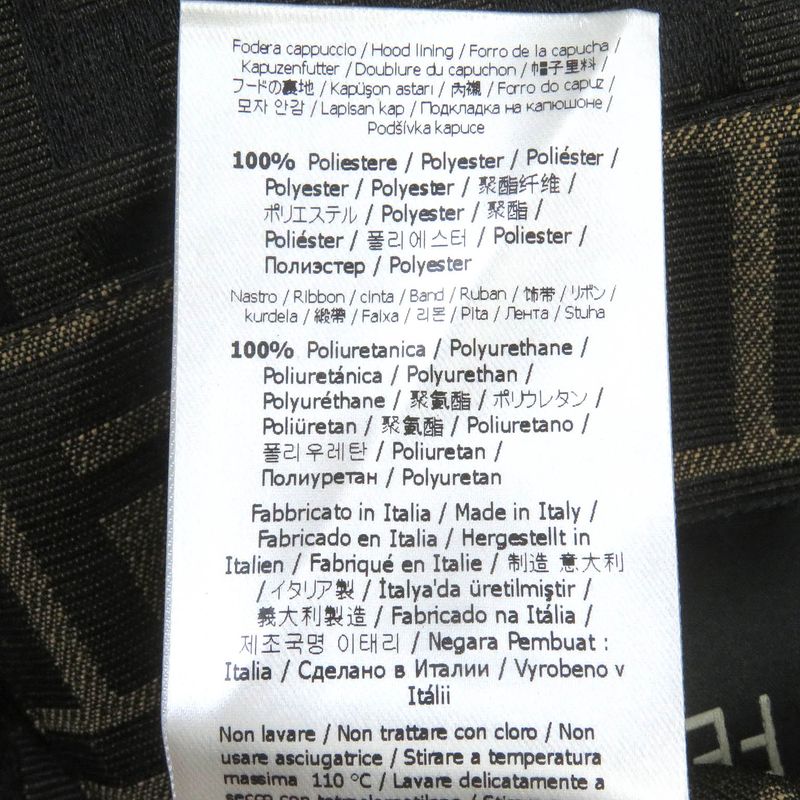 Fodera cappuccio / Hood lining / Forro de la capucha /
Kapuzenfutter / Doublure du capuchon / 帽子里料 /
フードの裏地 / Kapüşon astarı / 內襯 / Forro do capuz /
모자 안감 / Lapisan kap / Подкладка на капюшоне /
Podšívka kapuce
100% Poliestere / Polyester / Poliéster /
Polyester / Polyester / 聚酯纤维 /
ポリエステル / Polyester / 聚酯 /
Poliéster / 폴리에스터 / Poliester /
Полиэстер / Polyester
Nastro / Ribbon / cinta / Band / Ruban / 饰带 / リボン /
kurdela / 緞帶 / Faixa / 리본 / Pita / Лента / Stuha
100% Poliuretanica / Polyurethane /
Poliuretánica / Polyurethan /
Polyuréthane / 聚氨酯 / ポリウレタン /
Poliüretan / 聚氨酯 / Poliuretano /
폴리우레탄 / Poliuretan /
Полиуретан / Polyuretan
Fabbricato in Italia / Made in Italy /
Fabricado en Italia / Hergestellt in
Italien / Fabriqué en Italie / 制造 意大利
/ イタリア製 / İtalya'da üretilmiştir /
義大利製造 / Fabricado na Itália /
제조국명 이태리 / Negara Pembuat :
Italia / Сделано в Италии / Vyrobeno v
Itálii
Non lavare / Non trattare con cloro / Non
usare asciugatrice / Stirare a temperatura
massima 110 °C / Lavare delicatamente a
secco con tetracloroetilene / Stirare
FE